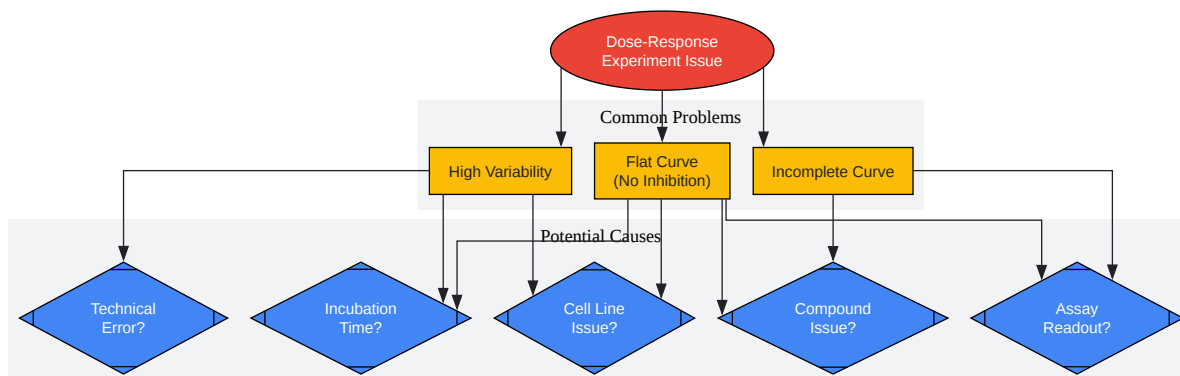 Dose-Response
Experiment Issue
Common Problems
High Variability
Flat Curve
(No Inhibition)
Incomplete Curve
Potential Causes
Technical
Error?
Incubation
Time?
Cell Line
Issue?
Compound
Issue?
Assay
Readout?